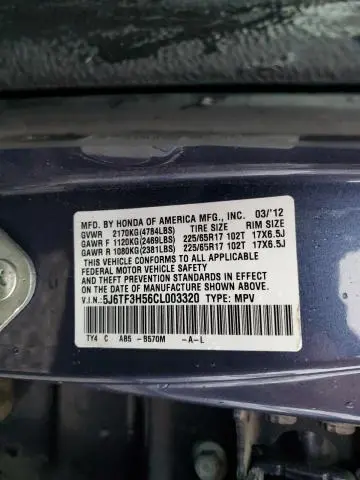 MFD. BY HONDA OF AMERICA MFG., INC. 03/'12
GVWR 2170KG(4784LBS) TIRE SIZE RIM SIZE
GAWR F 1120KG(2469LBS) 225/65R17 102T 17X6.5J
GAWR R 1080KG(2381LBS) 225/65R17 102T 17X6.5J
THIS VEHICLE CONFORMS TO ALL APPLICABLE
FEDERAL MOTOR VEHICLE SAFETY, BUMPER,
AND THEFT PREVENTION STANDARDS IN EFFECT
ON THE DATE OF MANUFACTURE SHOWN ABOVE.
V.I.N.: 5J6TF3H56CL003320 TYPE: MPV
TY4 C A85 -B570M -A-L